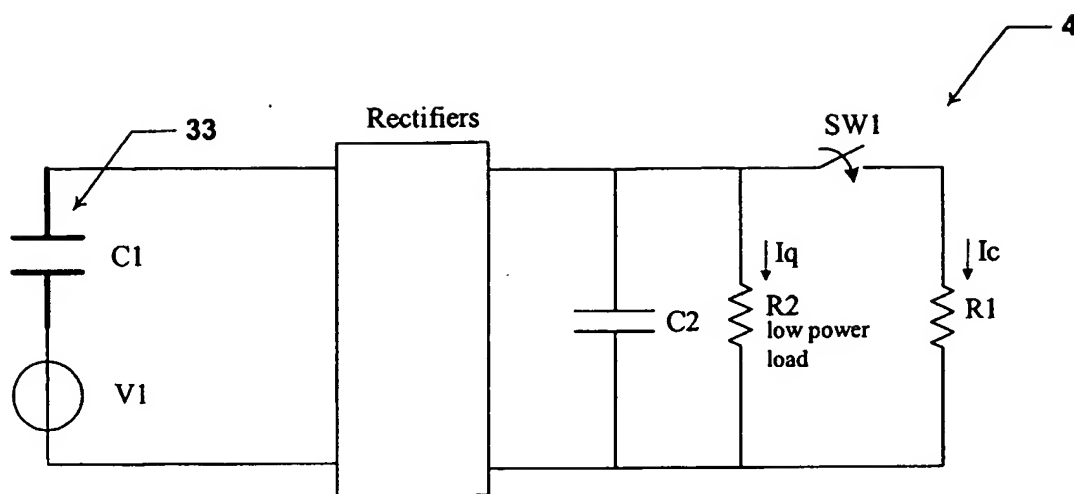 4
33
Rectifiers
SW1
C1
Iq
Ic
C2
R2
low power
load
R1
V1